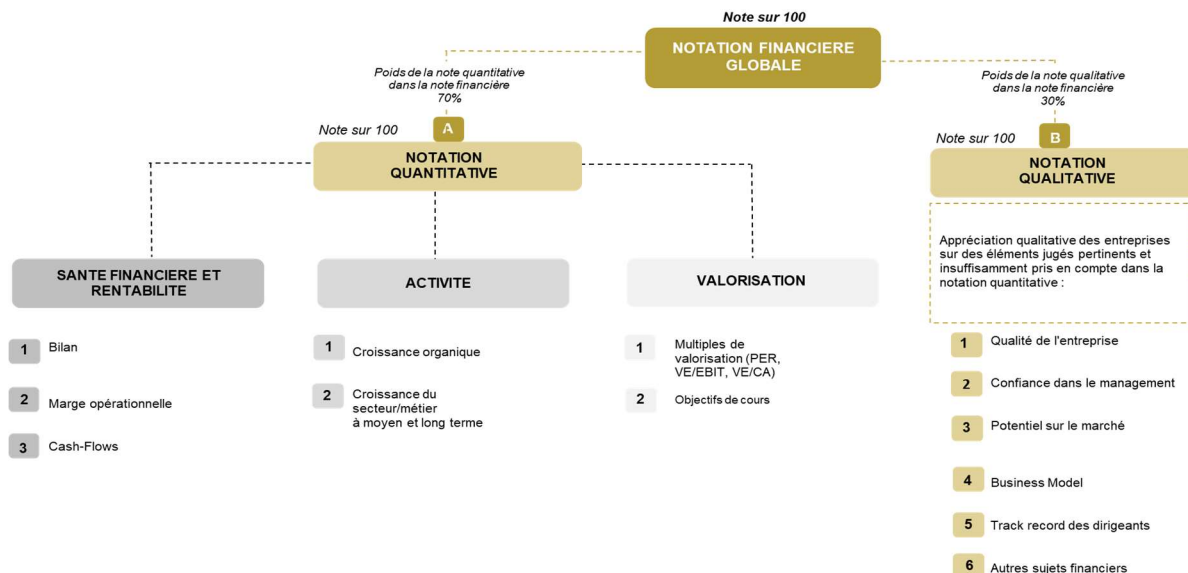 Note sur 100
NOTATION FINANCIERE
GLOBALE
Poids de la note quantitative
dans la note financière
70%
Poids de la note qualitative
dans la note financière
30%
Note sur 100
A
NOTATION
QUANTITATIVE
Note sur 100
B
NOTATION
QUALITATIVE
Appréciation qualitative des entreprises
sur des éléments jugés pertinents et
insuffisamment pris en compte dans la
notation quantitative :
SANTE FINANCIERE ET
RENTABILITE
1 Bilan
2 Marge opérationnelle
3 Cash-Flows
ACTIVITE
1 Croissance organique
2 Croissance du
secteur/métier
à moyen et long terme
VALORISATION
1 Multiples de
valorisation (PER,
VE/EBIT, VE/CA)
2 Objectifs de cours
1 Qualité de l'entreprise
2 Confiance dans le management
3 Potentiel sur le marché
4 Business Model
5 Track record des dirigeants
6 Autres sujets financiers